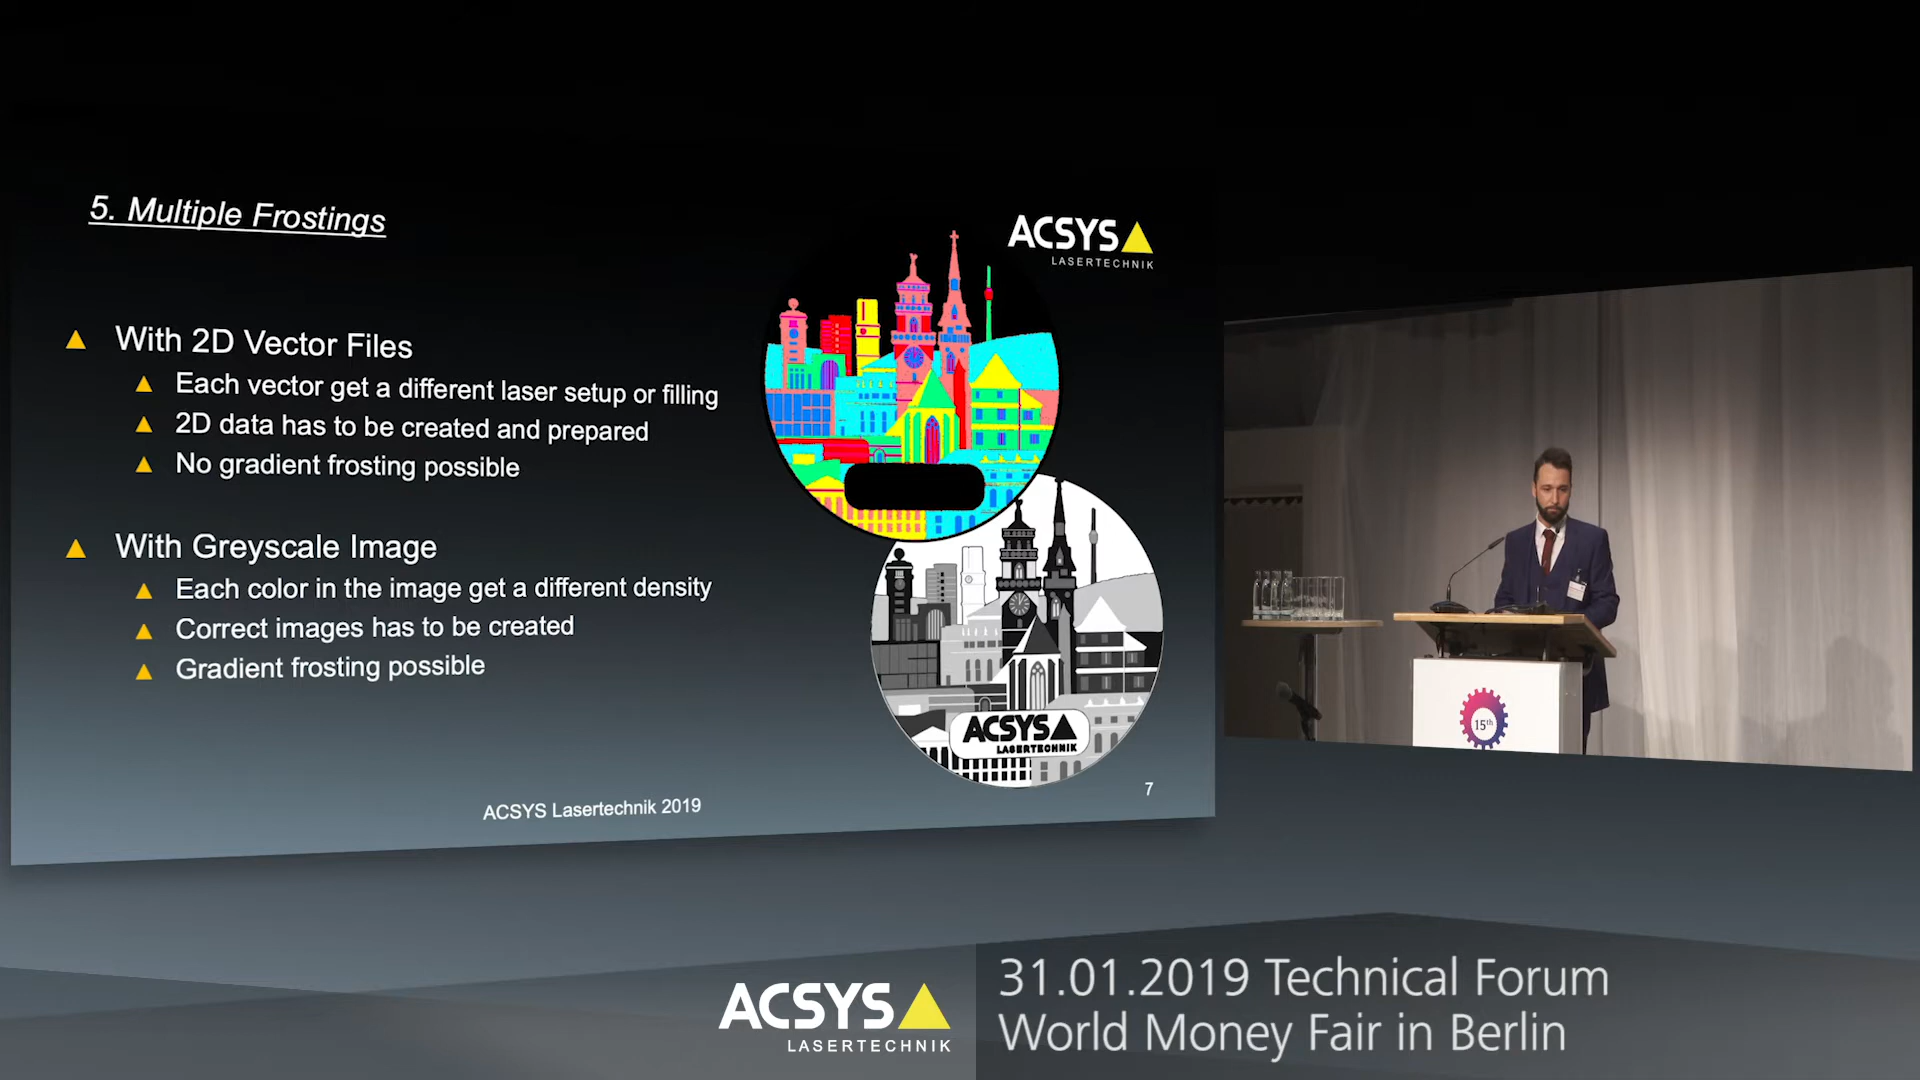 5. Multiple Frostings
ACSYS
LASERTECHNIK
With 2D Vector Files
Each vector get a different laser setup or filling
2D data has to be created and prepared
No gradient frosting possible
With Greyscale Image
Each color in the image get a different density
Correct images has to be created
Gradient frosting possible
ACSYS
LASERTECHNIK
ACSYS Lasertechnik 2019
7
15th
ACSYS
LASERTECHNIK
31.01.2019 Technical Forum
World Money Fair in Berlin